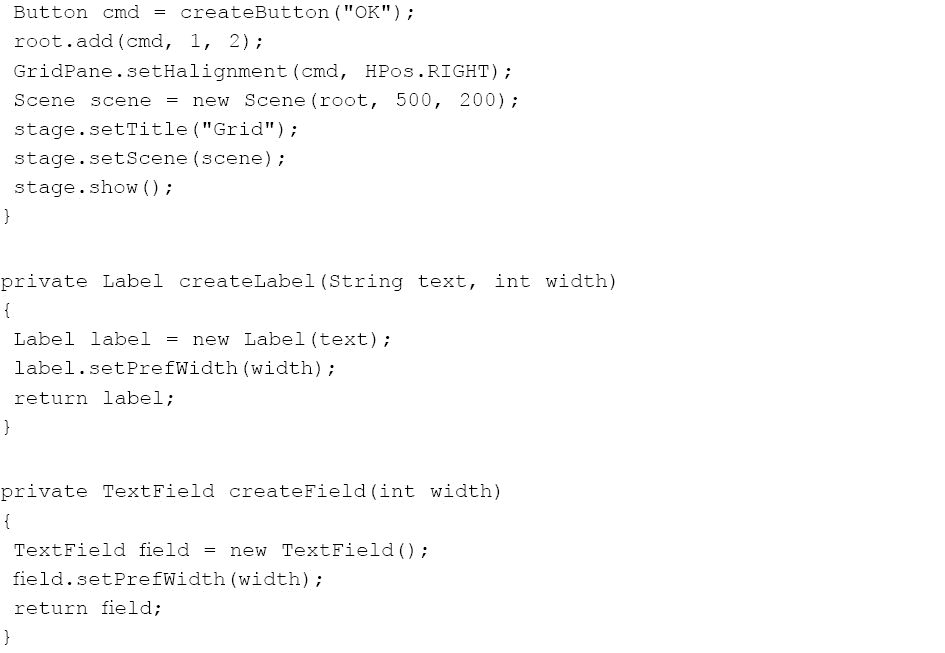 Button cmd = createButton("OK");
root.add(cmd, 1, 2);
GridPane.setHalignment(cmd, HPos.RIGHT);
Scene scene = new Scene(root, 500, 200);
stage.setTitle("Grid");
stage.setScene(scene);
stage.show();
}
private Label createLabel(String text, int width)
{
Label label = new Label(text);
label.setPrefWidth(width);
return label;
}
private TextField createField(int width)
{
TextField field = new TextField();
field.setPrefWidth(width);
return field;
}